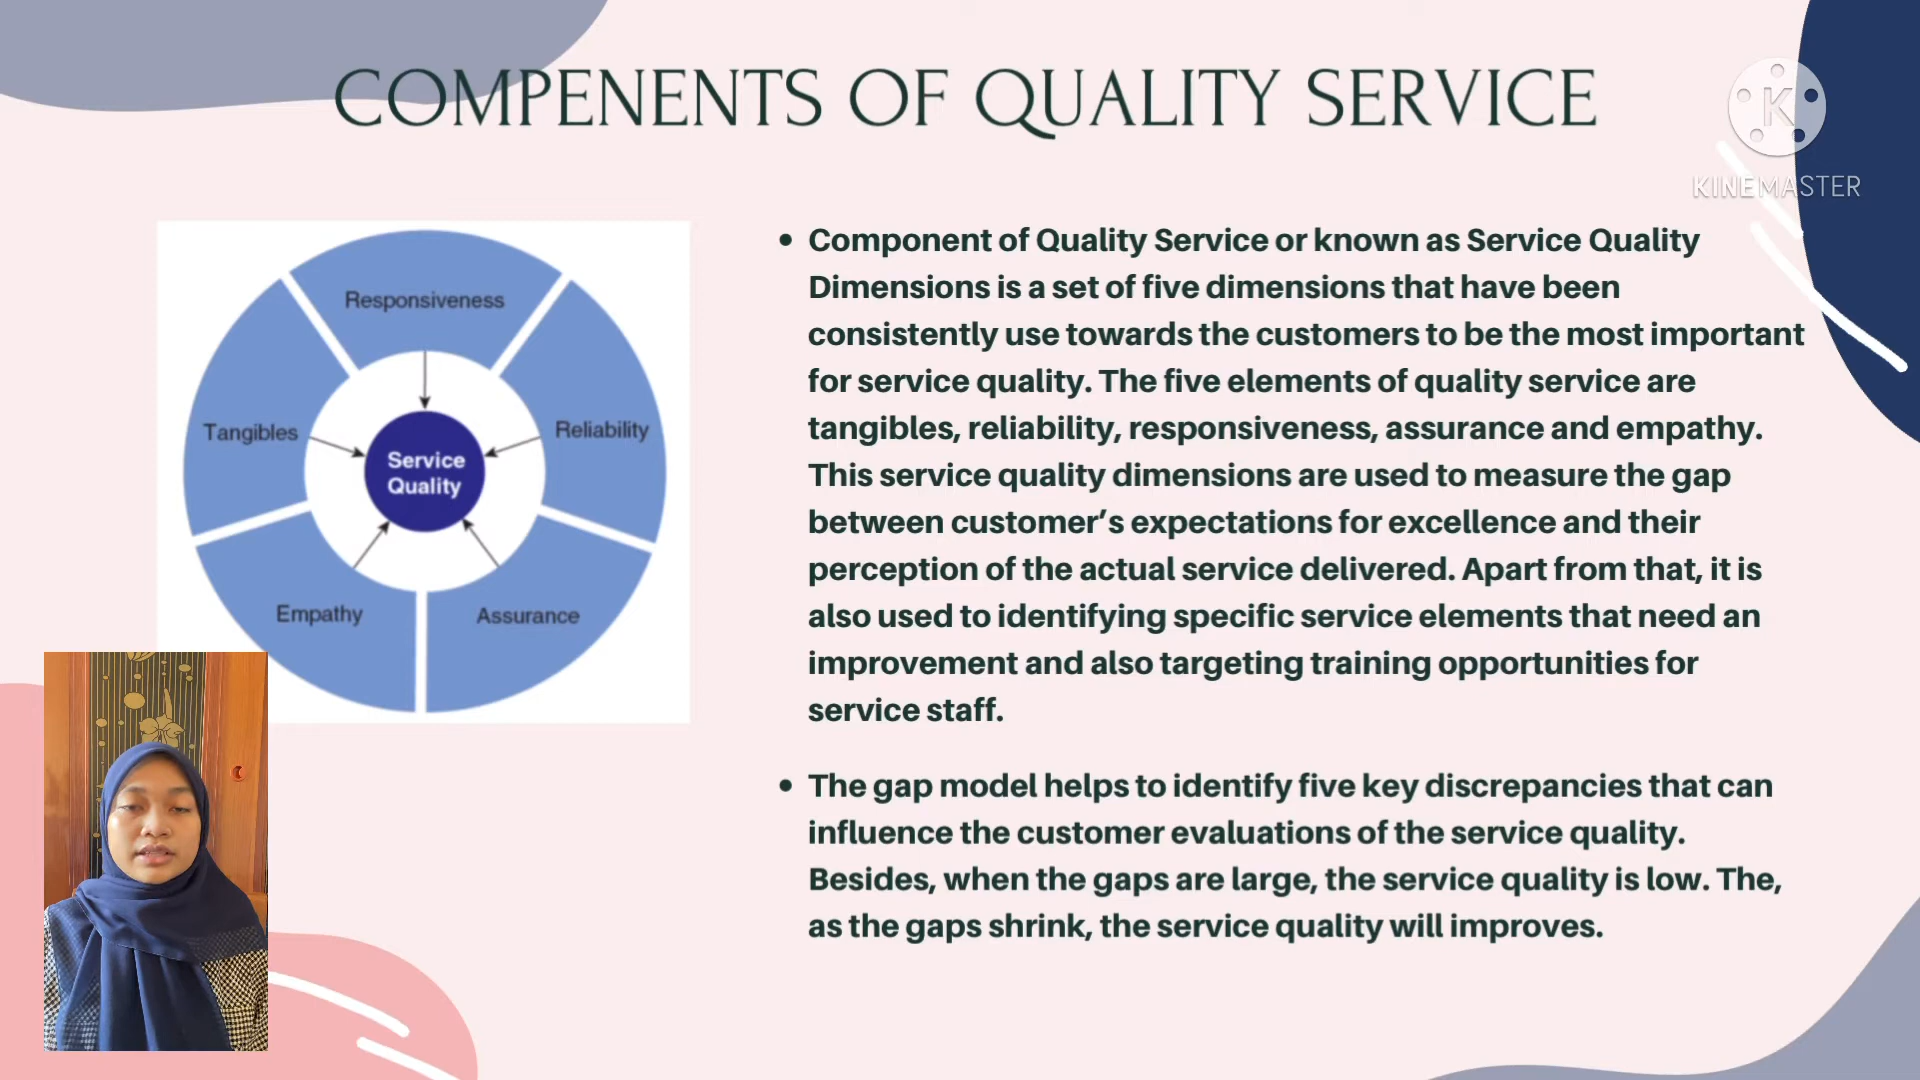 COMPENENTS OF QUALITY SERVICE
K
KINEMASTER
Responsiveness
Tangibles
Reliability
Service
Quality
Empathy
Assurance
• Component of Quality Service or known as Service Quality
Dimensions is a set of five dimensions that have been
consistently use towards the customers to be the most important
for service quality. The five elements of quality service are
tangibles, reliability, responsiveness, assurance and empathy.
This service quality dimensions are used to measure the gap
between customer’s expectations for excellence and their
perception of the actual service delivered. Apart from that, it is
also used to identifying specific service elements that need an
improvement and also targeting training opportunities for
service staff.
• The gap model helps to identify five key discrepancies that can
influence the customer evaluations of the service quality.
Besides, when the gaps are large, the service quality is low. The,
as the gaps shrink, the service quality will improves.